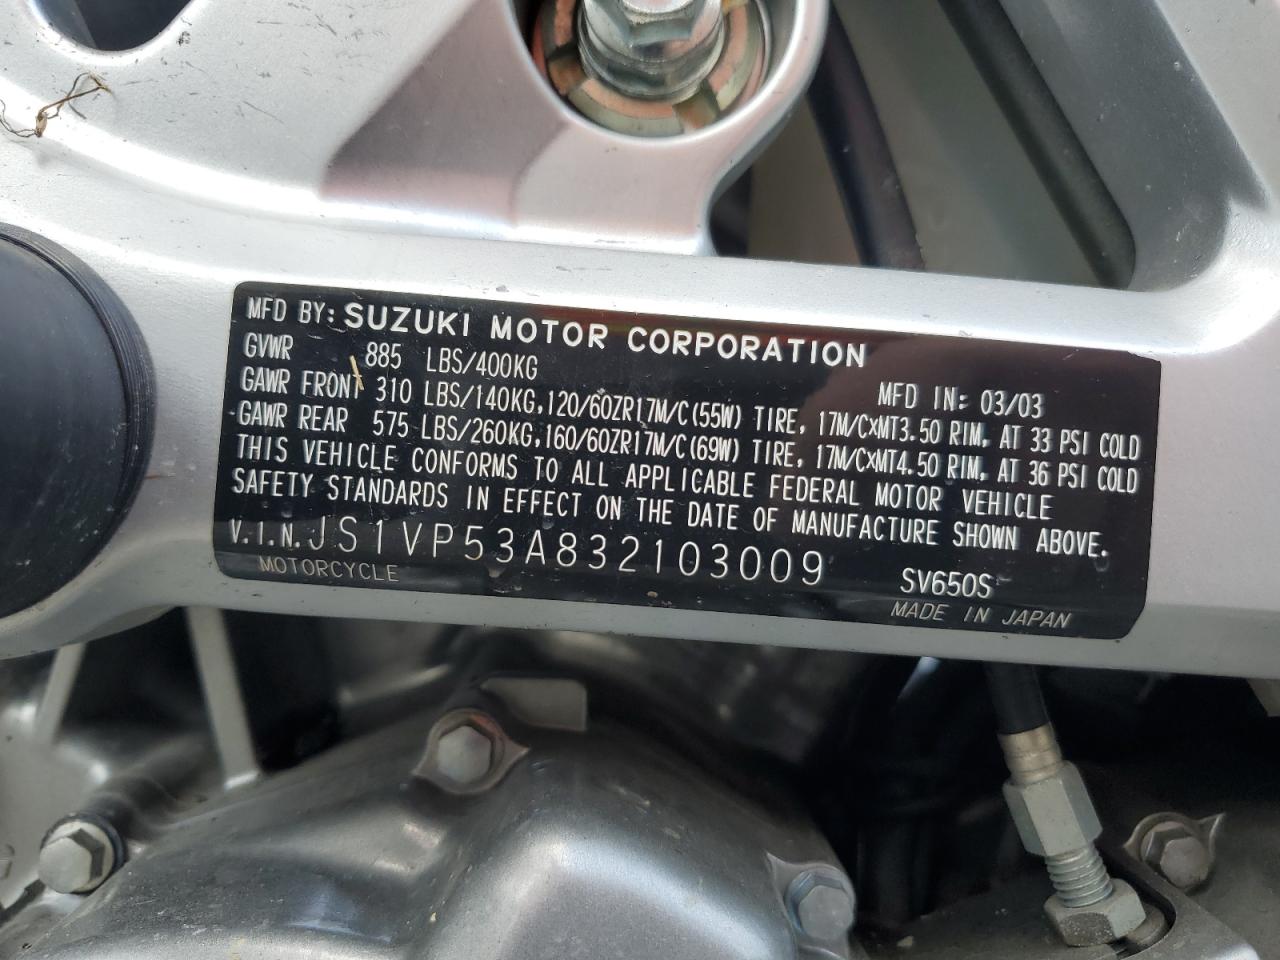 MFD BY: SUZUKI MOTOR CORPORATION
GVWR 885 LBS/400KG MFD IN: 03/03
GAWR FRONT 310 LBS/140KG,120/60ZR17M/C(55W) TIRE, 17M/CxMT3.50 RIM, AT 33 PSI COLD
GAWR REAR 575 LBS/260KG,160/60ZR17M/C(69W) TIRE, 17M/CxMT4.50 RIM, AT 36 PSI COLD
THIS VEHICLE CONFORMS TO ALL APPLICABLE FEDERAL MOTOR VEHICLE
SAFETY STANDARDS IN EFFECT ON THE DATE OF MANUFACTURE SHOWN ABOVE.
V.I.N. JS1VP53A832103009 SV650S
MOTORCYCLE MADE IN JAPAN